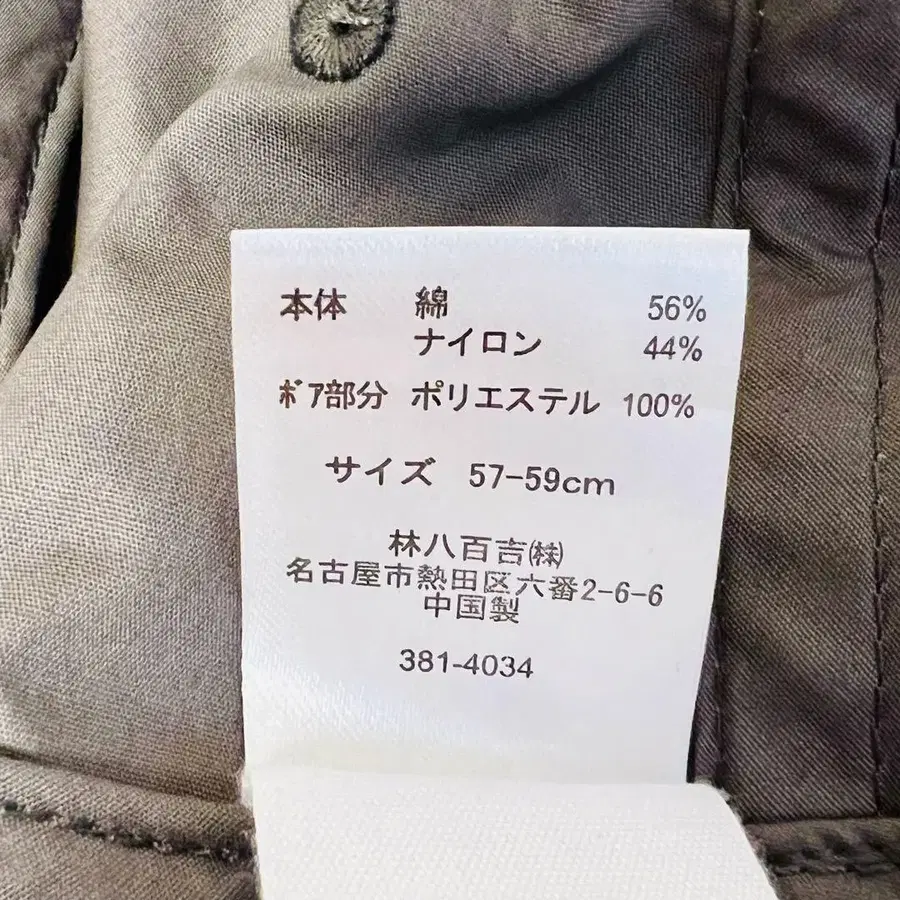 本体 綿 56%
ナイロン 44%
ボア部分 ポリエステル 100%
サイズ 57-59cm
林八百吉㈱
名古屋市熱田区六番2-6-6
中国製
381-4034